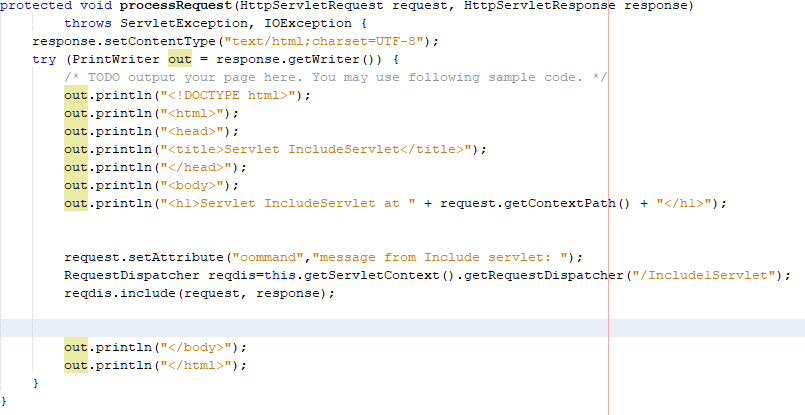 protected void processRequest(HttpServletRequest request, HttpServletResponse response)
throws ServletException, IOException {
response.setContentType("text/html;charset=UTF-8");
try (PrintWriter out = response.getWriter()) {
/* TODO output your page here. You may use following sample code. */
out.println("<!DOCTYPE html>");
out.println("<html>");
out.println("<head>");
out.println("<title>Servlet IncludeServlet</title>");
out.println("</head>");
out.println("<body>");
out.println("<h1>Servlet IncludeServlet at " + request.getContextPath() + "</h1>");
request.setAttribute("command","message from Include servlet: ");
RequestDispatcher reqdis=this.getServletContext().getRequestDispatcher("/Include1Servlet");
reqdis.include(request, response);
out.println("</body>");
out.println("</html>");
}
}